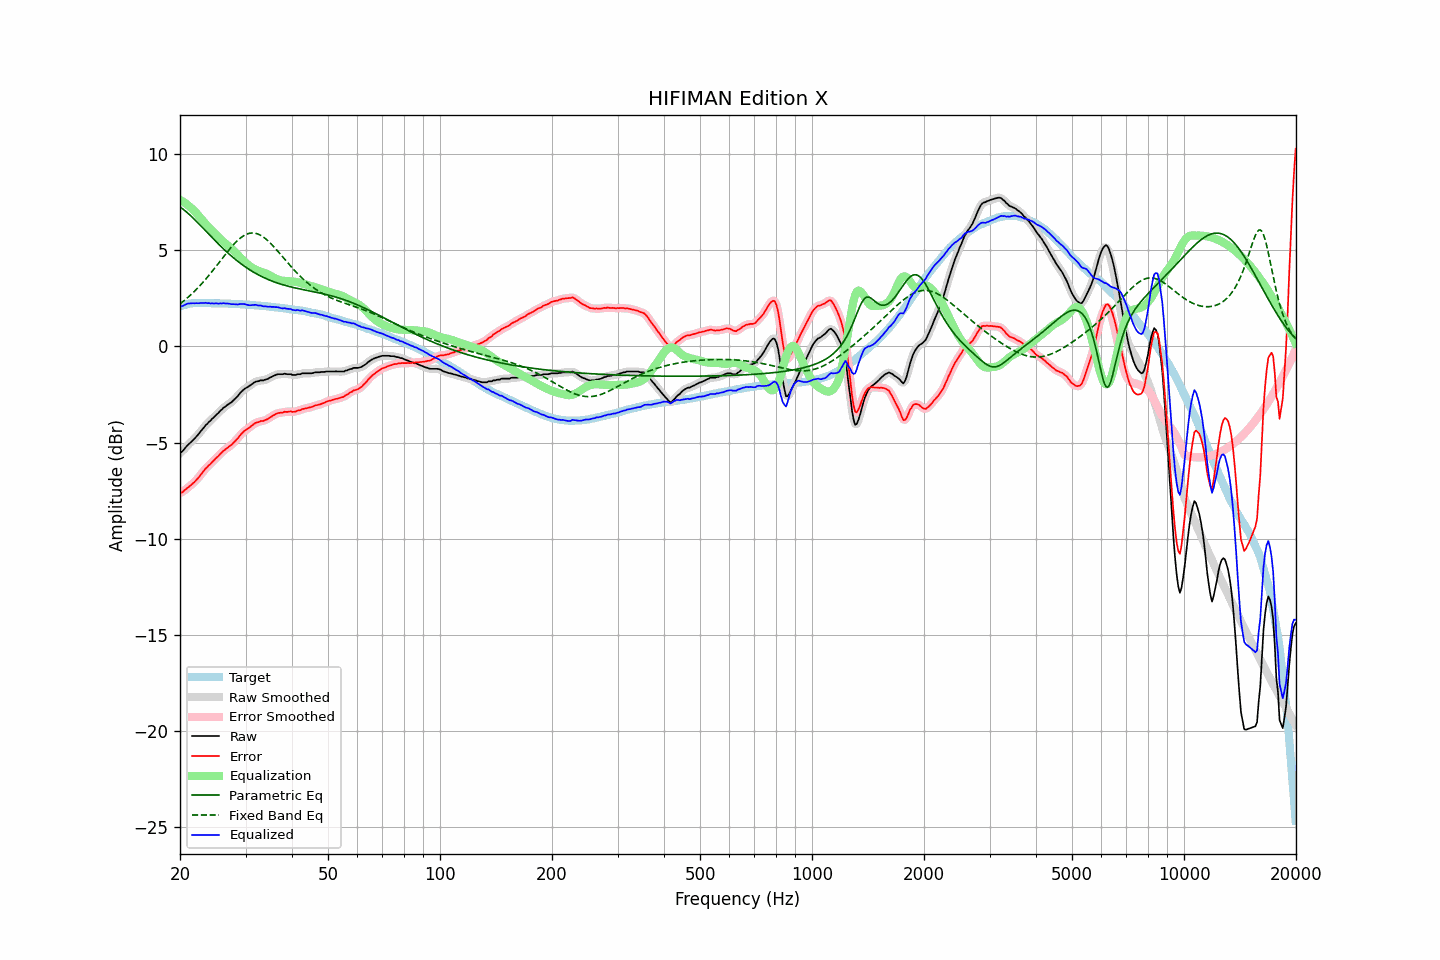 HIFIMAN Edition X
Amplitude (dBr)
10
5
0
−5
−10
−15
−20
−25
Target
Raw Smoothed
Error Smoothed
Raw
Error
Equalization
Parametric Eq
Fixed Band Eq
Equalized
20
50
100
200
500
1000
2000
5000
10000
20000
Frequency (Hz)